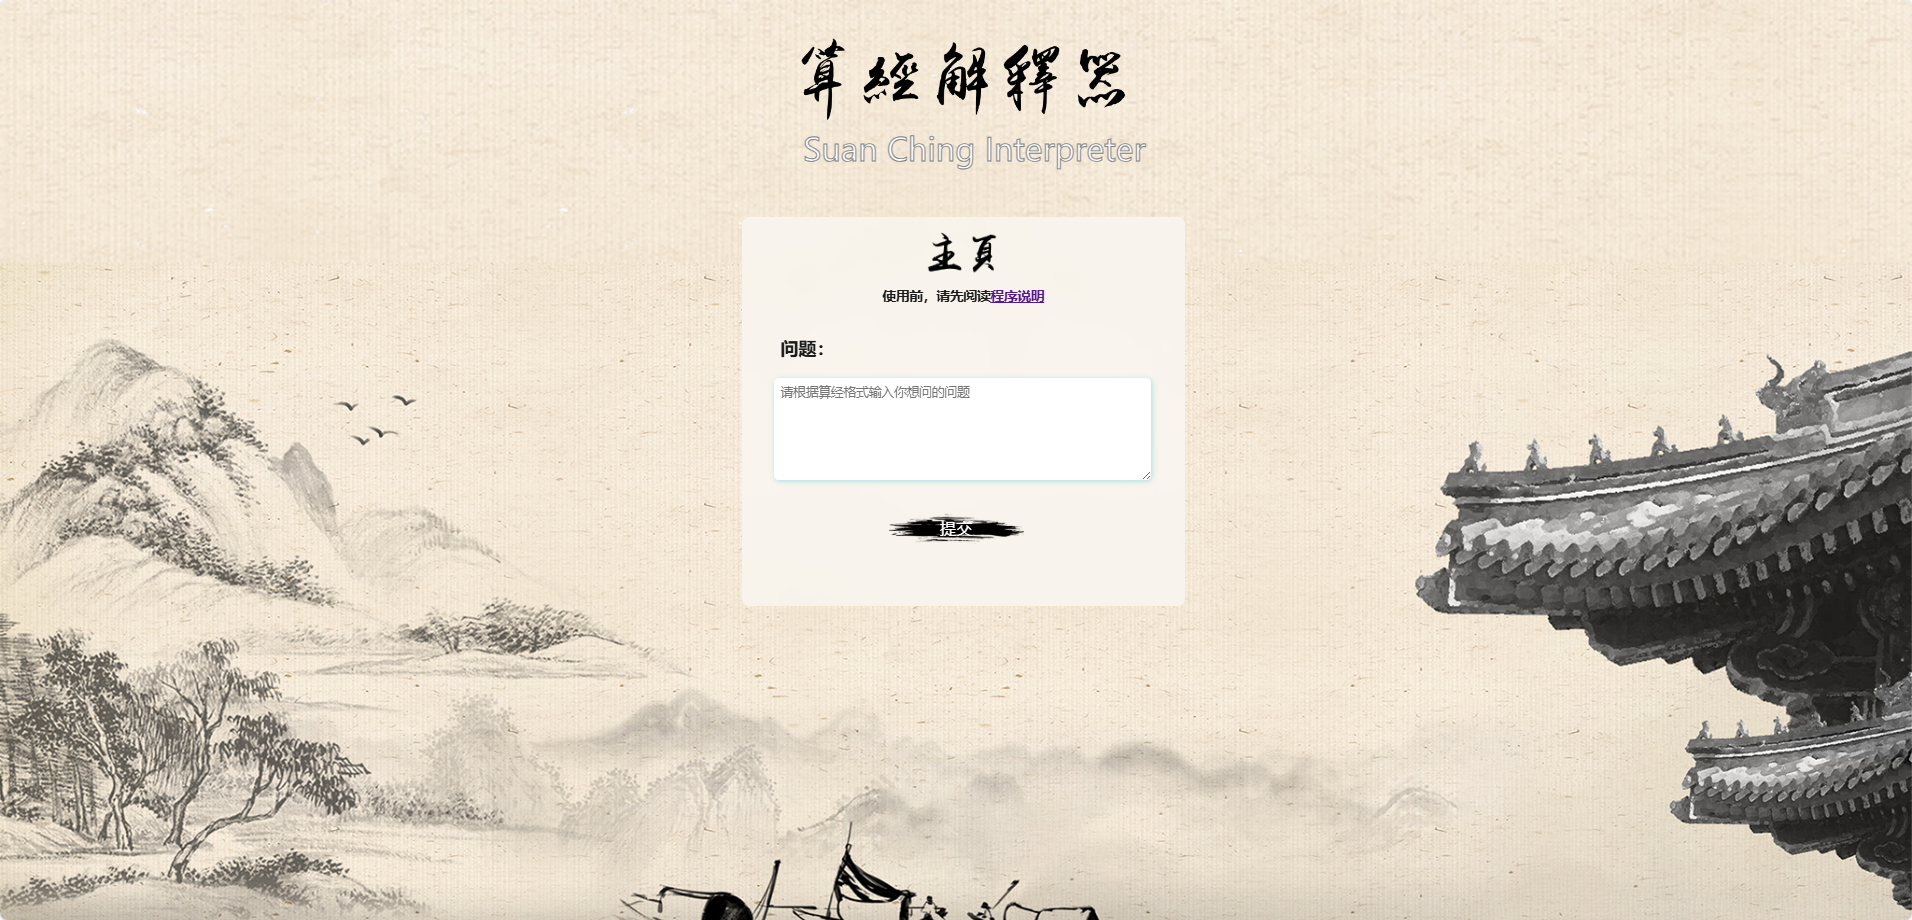 算經解釋器
Suan Ching Interpreter
主頁
使用前，请先阅读程序说明
问题：
请根据算经格式输入你想问的问题
提交